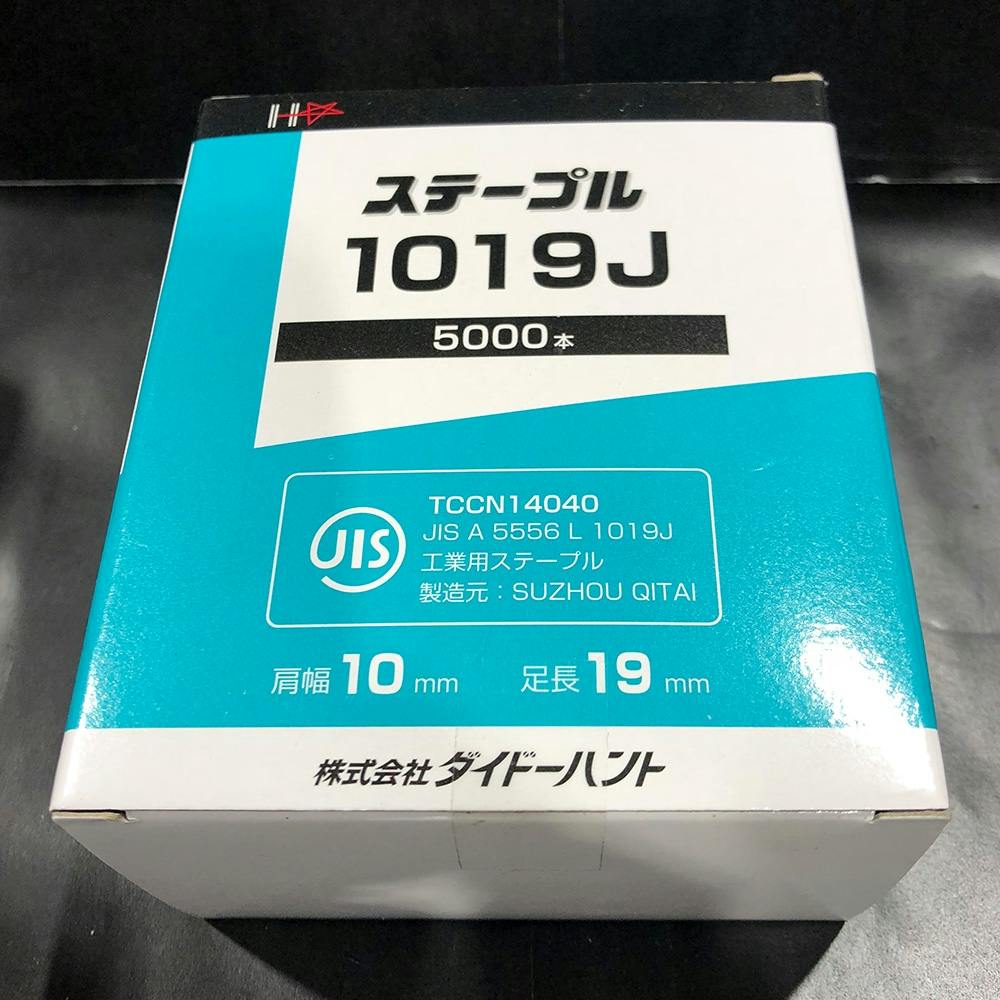 ステープル
1019J
5000本
JIS
TCCN14040
JIS A 5556 L 1019J
工業用ステープル
製造元：SUZHOU QITAI
肩幅 10 mm 足長 19 mm
株式会社 ダイドーハント